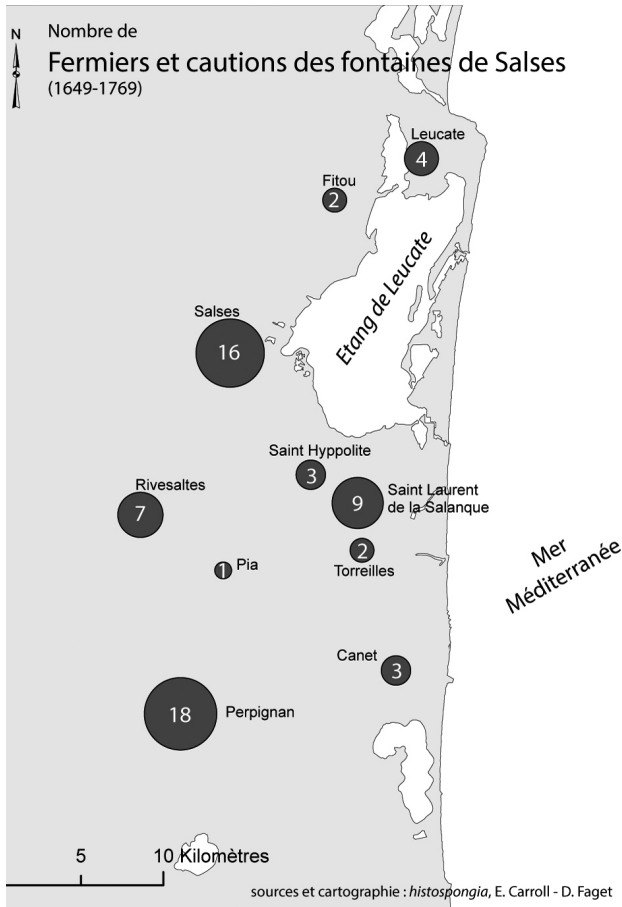 N
Nombre de
Fermiers et cautions des fontaines de Salses
(1649-1769)
Leucate
4
Fitou
2
Etang de Leucate
Salses
16
Saint Hyppolite
3
Rivesaltes
7
9
Saint Laurent
de la Salanque
2
Torreilles
1
Pia
Mer
Méditerranée
Canet
3
18
Perpignan
5
10 Kilomètres
sources et cartographie : histospongia, E. Carroll - D. Faget